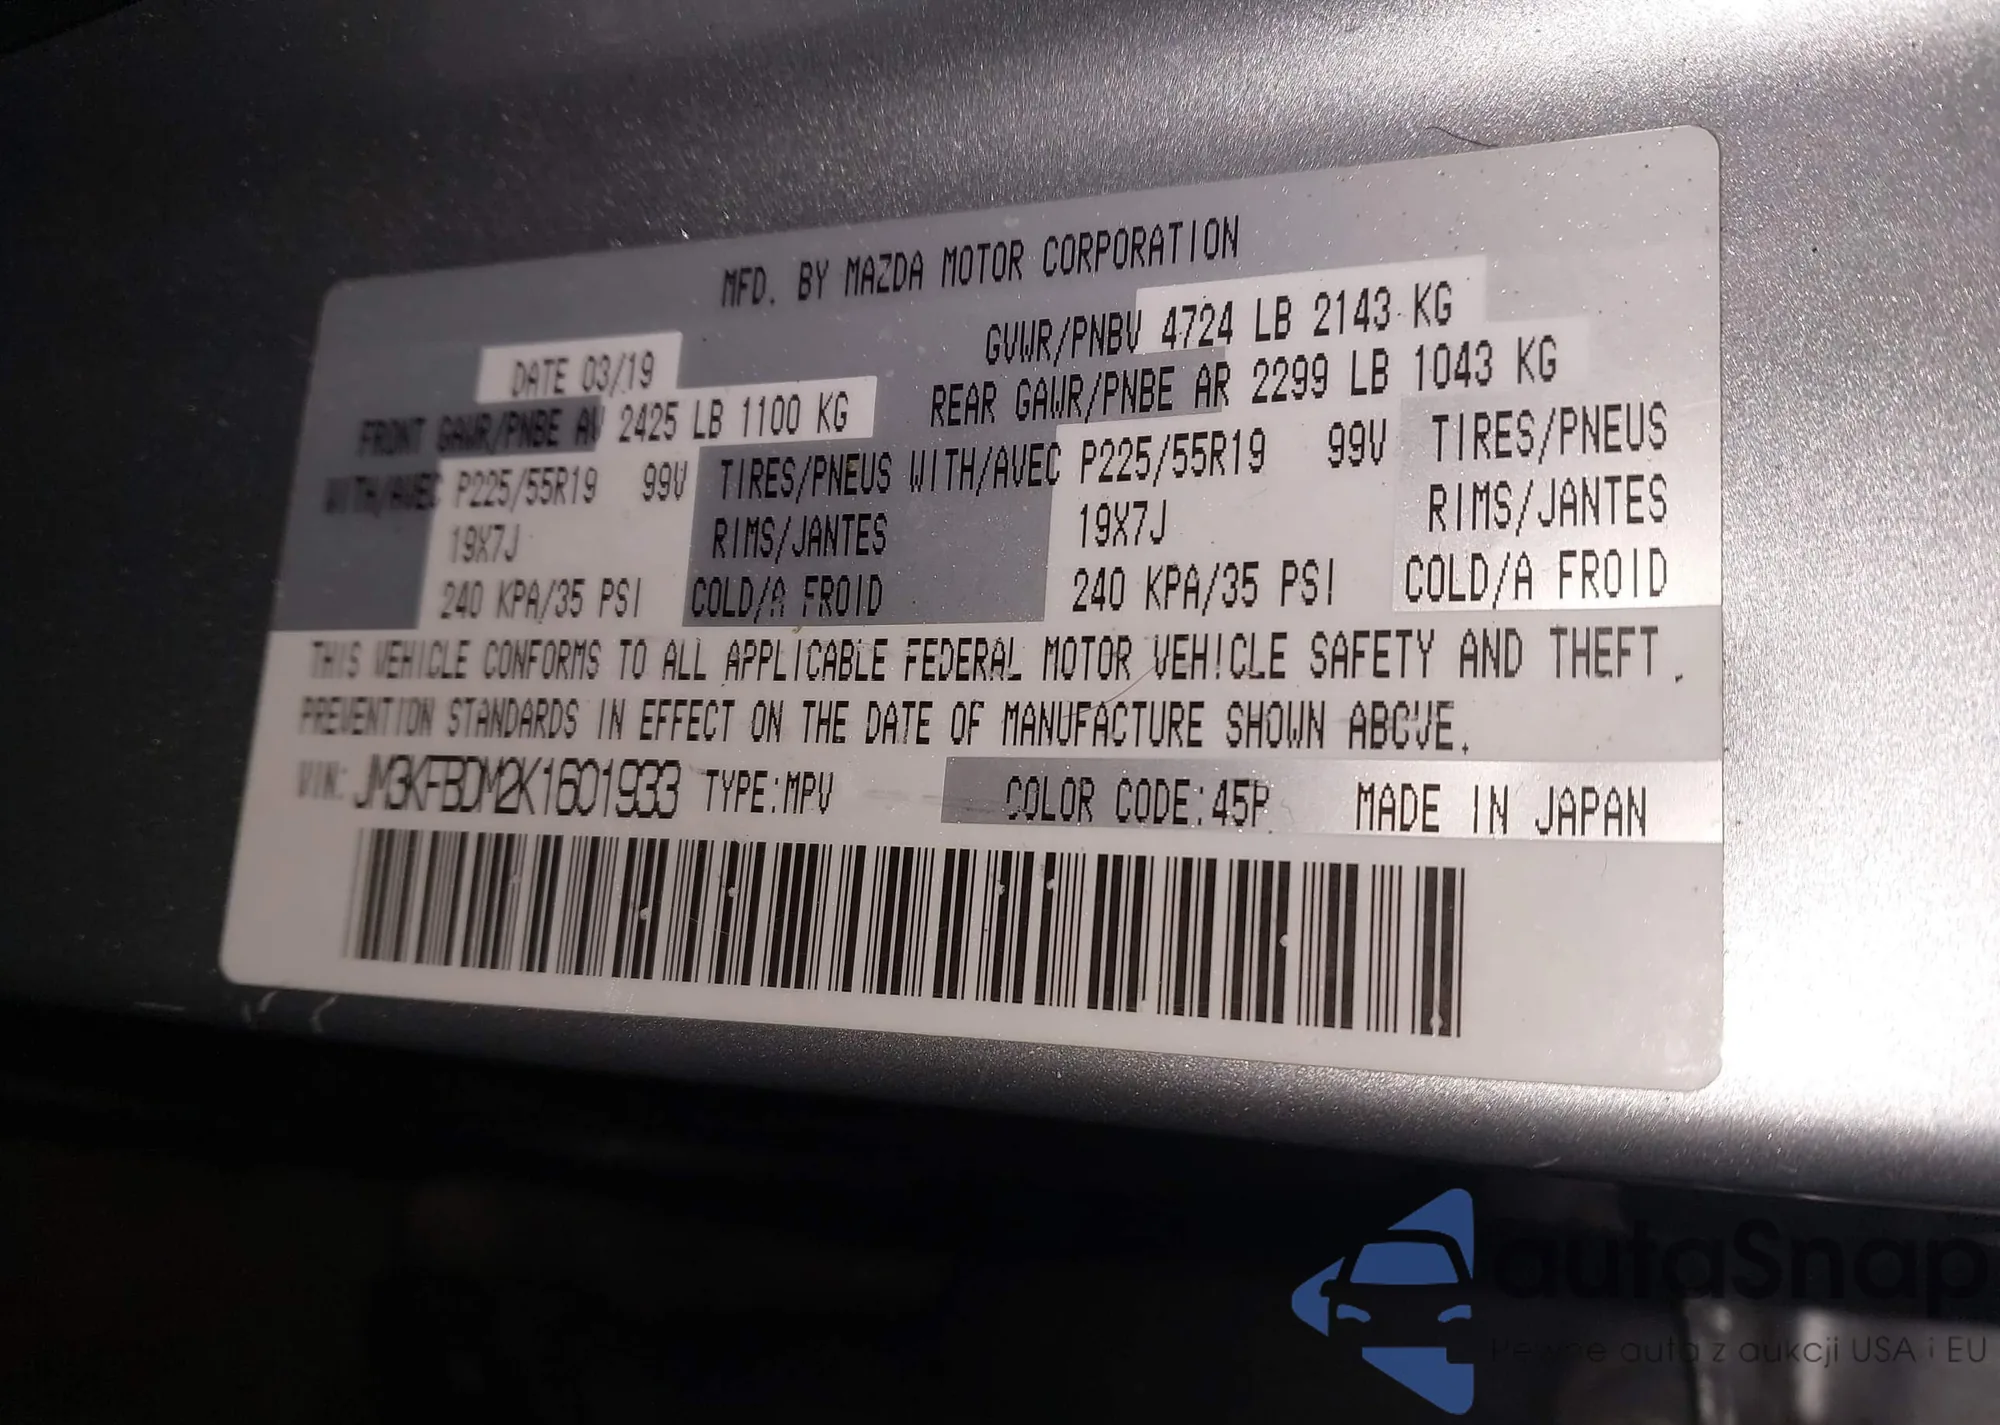 MFD. BY MAZDA MOTOR CORPORATION
DATE 03/19 GVWR/PNBV 4724 LB 2143 KG
FRONT GAWR/PNBE AV 2425 LB 1100 KG REAR GAWR/PNBE AR 2299 LB 1043 KG
WITH/AVEC P225/55R19 99V TIRES/PNEUS WITH/AVEC P225/55R19 99V TIRES/PNEUS
19X7J RIMS/JANTES 19X7J RIMS/JANTES
240 KPA/35 PSI COLD/A FROID 240 KPA/35 PSI COLD/A FROID
THIS VEHICLE CONFORMS TO ALL APPLICABLE FEDERAL MOTOR VEHICLE SAFETY AND THEFT
PREVENTION STANDARDS IN EFFECT ON THE DATE OF MANUFACTURE SHOWN ABOVE.
VIN: JM3KFBDM2K1601933 TYPE:MPV COLOR CODE:45P MADE IN JAPAN
autaSnap
Pewne auta z aukcji USA i EU